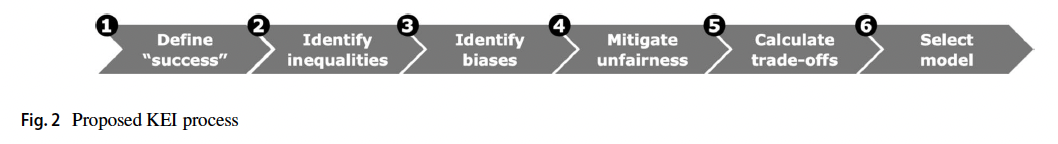 1 2 3 4 5 6
Define Identify Identify Mitigate Calculate Select
“success” inequalities biases unfairness trade-offs model
Fig. 2 Proposed KEI process